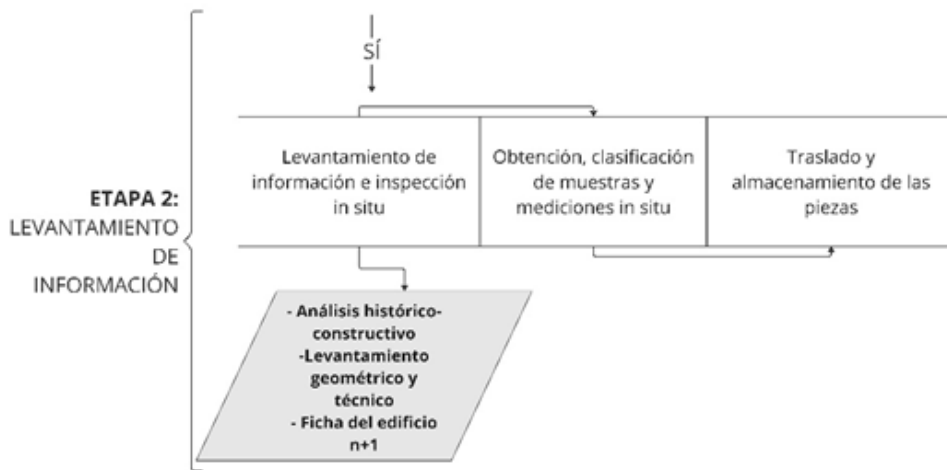 SÍ
ETAPA 2:
LEVANTAMIENTO
DE
INFORMACIÓN
Levantamiento de
información e inspección
in situ
Obtención, clasificación
de muestras y
mediciones in situ
Traslado y
almacenamiento de las
piezas
- Análisis histórico-
constructivo
-Levantamiento
geométrico y
técnico
- Ficha del edificio
n+1